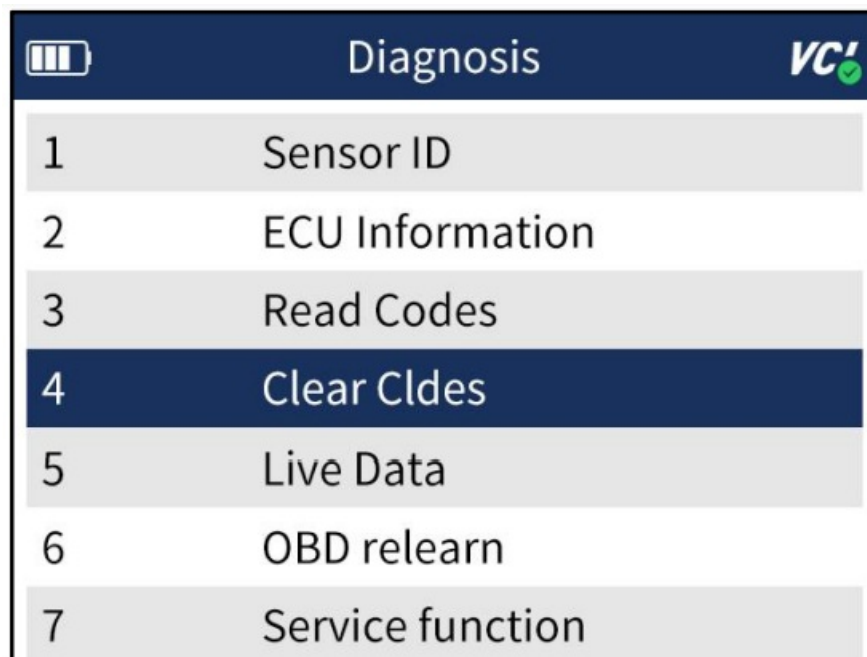 Diagnosis VCI
1 Sensor ID
2 ECU Information
3 Read Codes
4 Clear Cldes
5 Live Data
6 OBD relearn
7 Service function